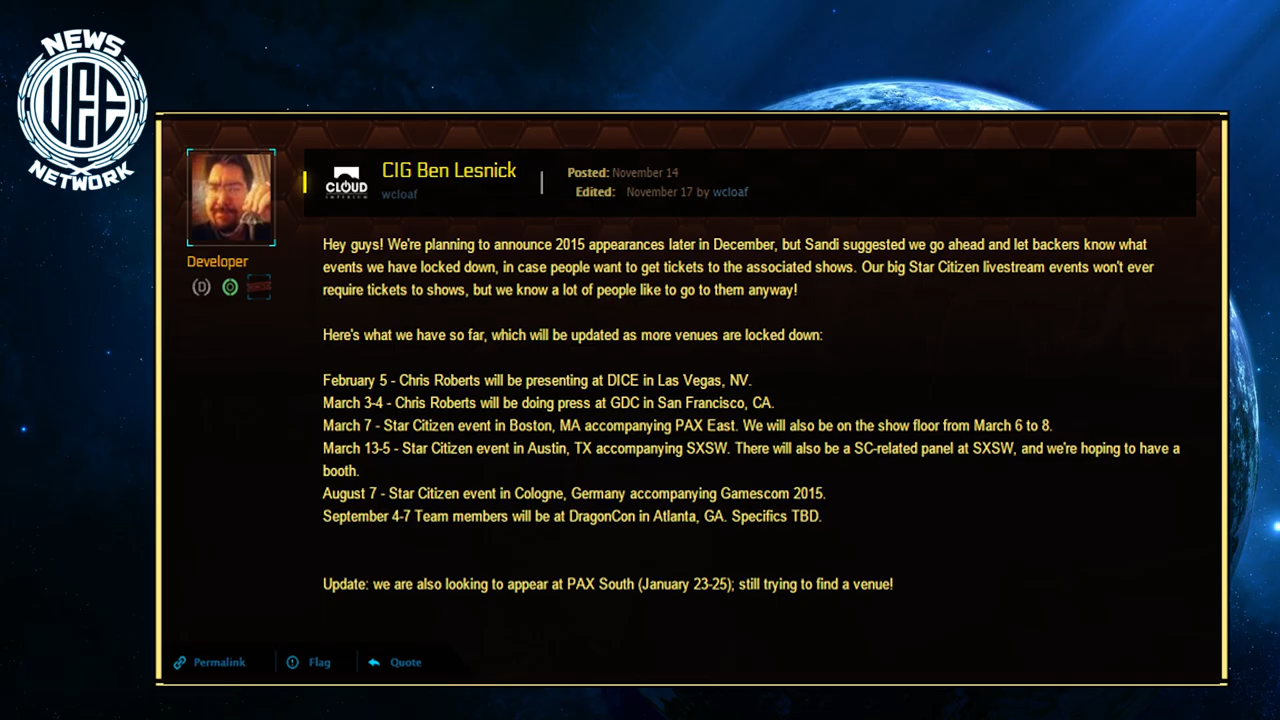 NEWS
UEE
NETWORK
CIG Ben Lesnick
wcloaf
CLOUD
IMPERIUM
Posted: November 14
Edited: November 17 by wcloaf
Developer
(D)
Hey guys! We're planning to announce 2015 appearances later in December, but Sandi suggested we go ahead and let backers know what
events we have locked down, in case people want to get tickets to the associated shows. Our big Star Citizen livestream events won't ever
require tickets to shows, but we know a lot of people like to go to them anyway!
Here's what we have so far, which will be updated as more venues are locked down:
February 5 - Chris Roberts will be presenting at DICE in Las Vegas, NV.
March 3-4 - Chris Roberts will be doing press at GDC in San Francisco, CA.
March 7 - Star Citizen event in Boston, MA accompanying PAX East. We will also be on the show floor from March 6 to 8.
March 13-5 - Star Citizen event in Austin, TX accompanying SXSW. There will also be a SC-related panel at SXSW, and we're hoping to have a
booth.
August 7 - Star Citizen event in Cologne, Germany accompanying Gamescom 2015.
September 4-7 Team members will be at DragonCon in Atlanta, GA. Specifics TBD.
Update: we are also looking to appear at PAX South (January 23-25); still trying to find a venue!
Permalink
Flag
Quote